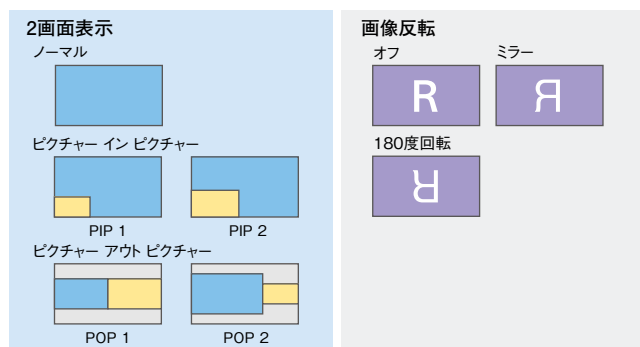 2画面表示
ノーマル
ピクチャー イン ピクチャー
PIP 1 PIP 2
ピクチャー アウト ピクチャー
POP 1 POP 2
画像反転
オフ ミラー
R Я
180度回転